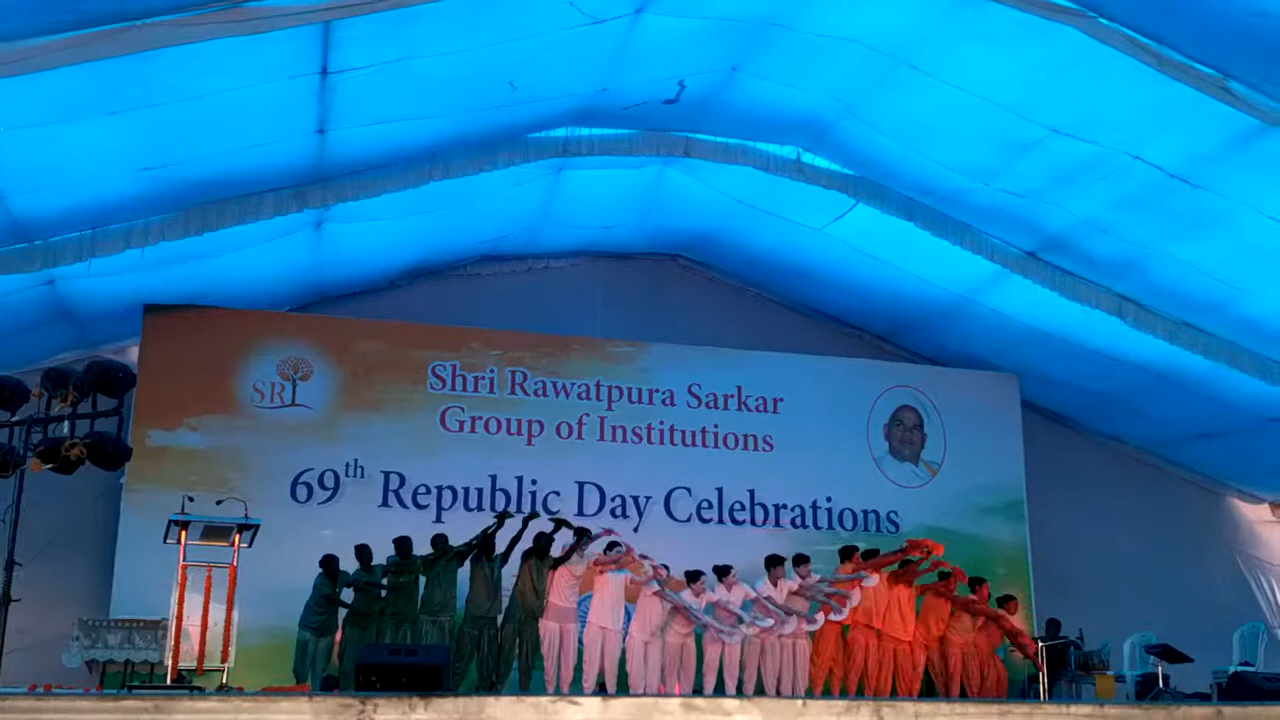 SRI
Shri Rawatpura Sarkar
Group of Institutions
69th Republic Day Celebrations